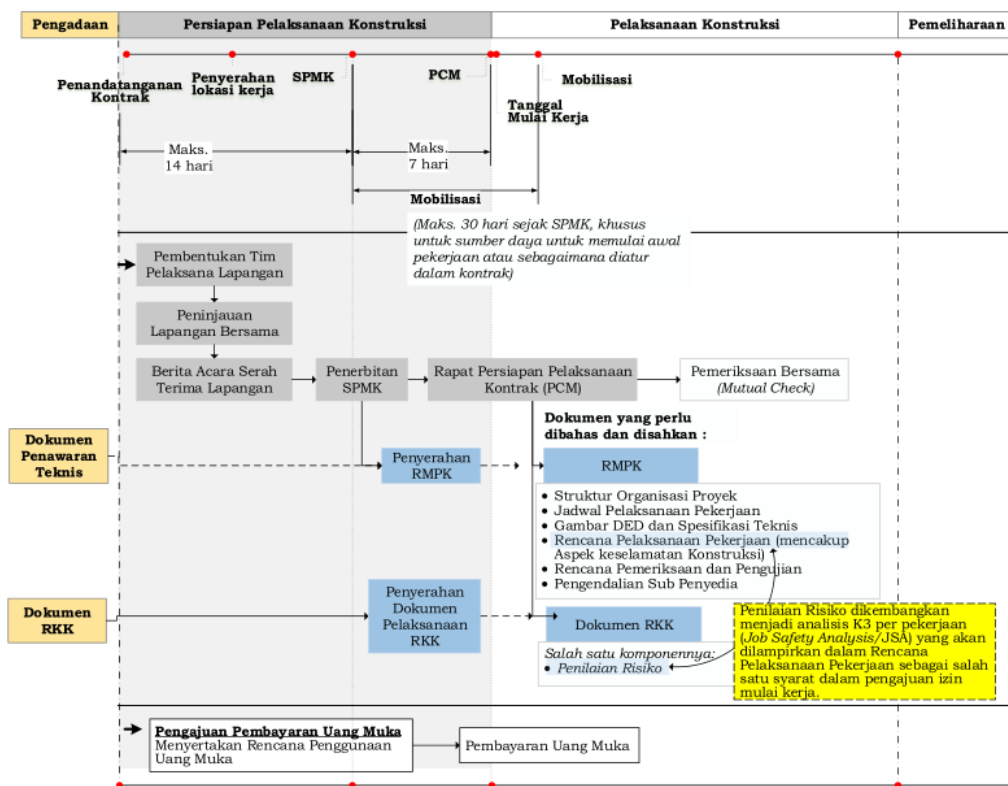 Pengadaan
Persiapan Pelaksanaan Konstruksi
Pelaksanaan Konstruksi
Pemeliharaan
Penandatanganan
Kontrak
Penyerahan
lokasi kerja
SPMK
PCM
Tanggal
Mulai Kerja
Mobilisasi
Maks.
14 hari
Maks.
7 hari
Mobilisasi
(Maks. 30 hari sejak SPMK, khusus
untuk sumber daya untuk memulai awal
pekerjaan atau sebagaimana diatur
dalam kontrak)
Pembentukan Tim
Pelaksana Lapangan
Peninjauan
Lapangan Bersama
Berita Acara Serah
Terima Lapangan
Penerbitan
SPMK
Rapat Persiapan Pelaksanaan
Kontrak (PCM)
Pemeriksaan Bersama
(Mutual Check)
Dokumen yang perlu
dibahas dan disahkan :
Dokumen
Penawaran
Teknis
Penyerahan
RMPK
RMPK
• Struktur Organisasi Proyek
• Jadwal Pelaksanaan Pekerjaan
• Gambar DED dan Spesifikasi Teknis
• Rencana Pelaksanaan Pekerjaan (mencakup
Aspek keselamatan Konstruksi)
• Rencana Pemeriksaan dan Pengujian
• Pengendalian Sub Penyedia
Dokumen
RKK
Penyerahan
Dokumen
Pelaksanaan
RKK
Dokumen RKK
Salah satu komponennya:
• Penilaian Risiko
Penilaian Risiko dikembangkan
menjadi analisis K3 per pekerjaan
(Job Safety Analysis/JSA) yang akan
dilampirkan dalam Rencana
Pelaksanaan Pekerjaan sebagai salah
satu syarat dalam pengajuan izin
mulai kerja.
Pengajuan Pembayaran Uang Muka
Menyertakan Rencana Penggunaan
Uang Muka
Pembayaran Uang Muka